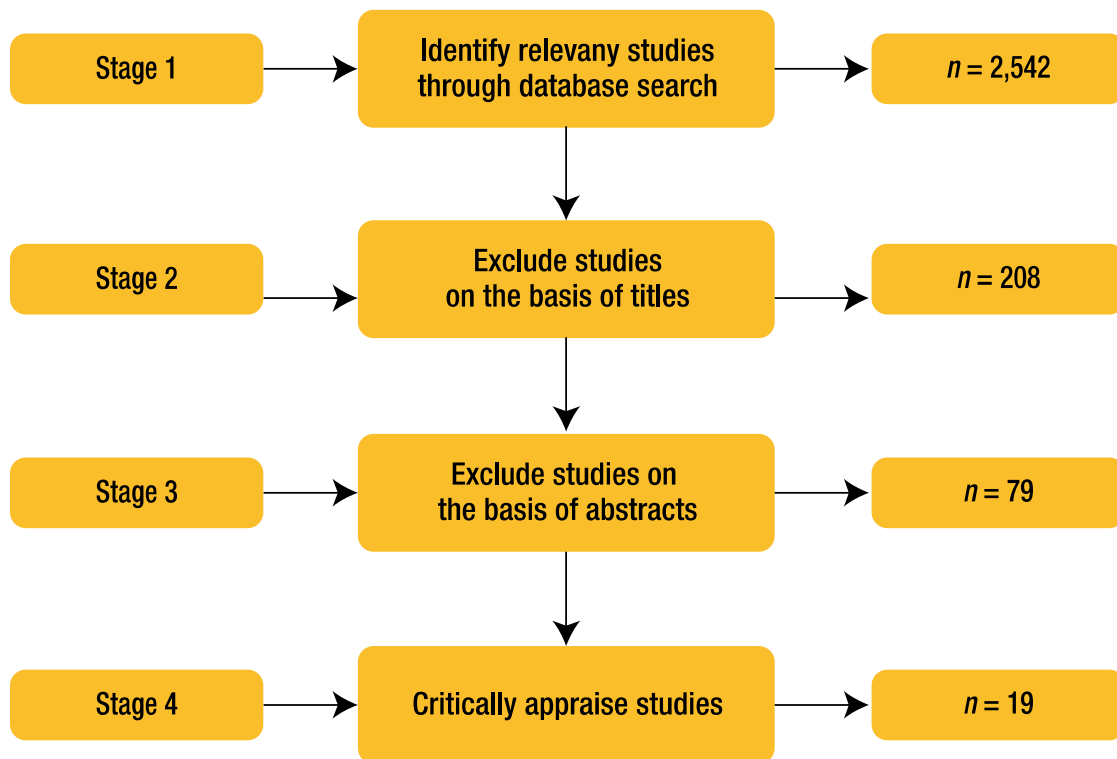 Stage 1
Identify relevany studies
through database search
n = 2,542
Stage 2
Exclude studies
on the basis of titles
n = 208
Stage 3
Exclude studies on
the basis of abstracts
n = 79
Stage 4
Critically appraise studies
n = 19